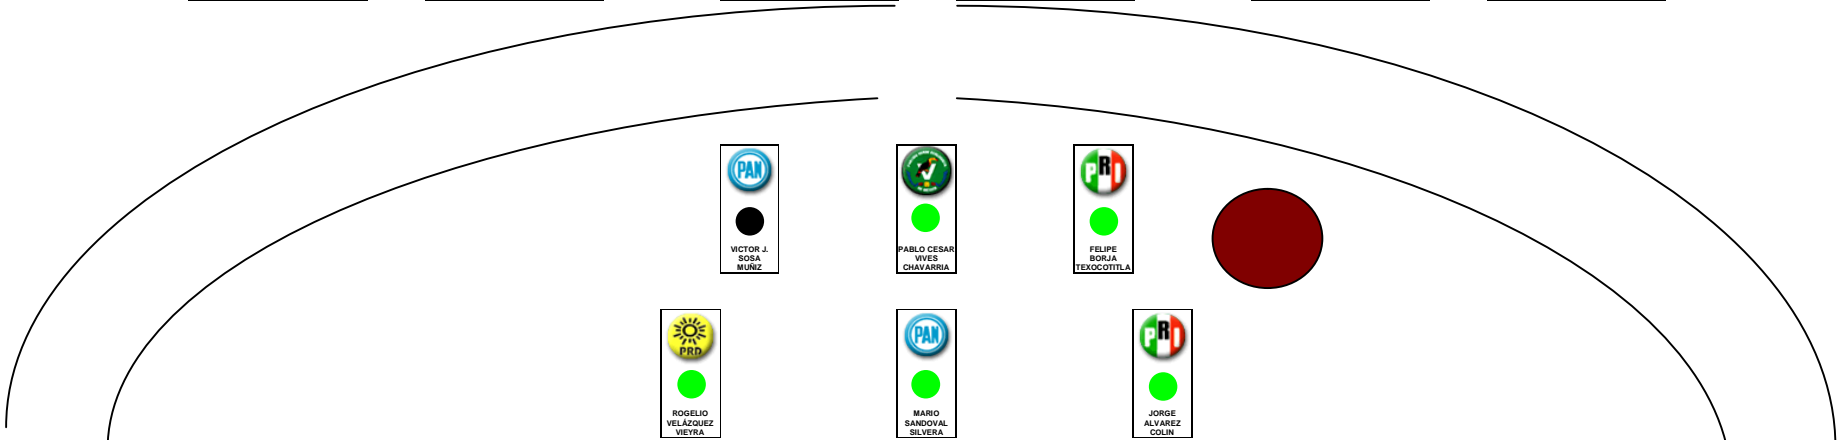 PAN
PRI
VICTOR J.
SOSA
MUÑIZ
PABLO CESAR
VIVES
CHAVARRIA
FELIPE
BORJA
TEXOCOTITLA
PRD
PAN
PRI
ROGELIO
VELÁZQUEZ
VIEYRA
MARIO
SANDOVAL
SILVERA
JORGE
ALVAREZ
COLIN